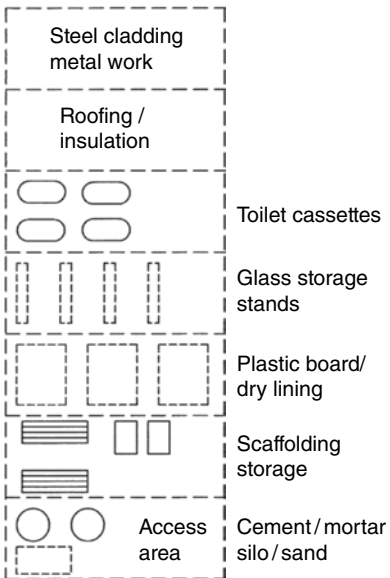 Steel cladding
metal work
Roofing /
insulation
Toilet cassettes
Glass storage
stands
Plastic board/
dry lining
Scaffolding
storage
Access
area
Cement/mortar
silo/sand